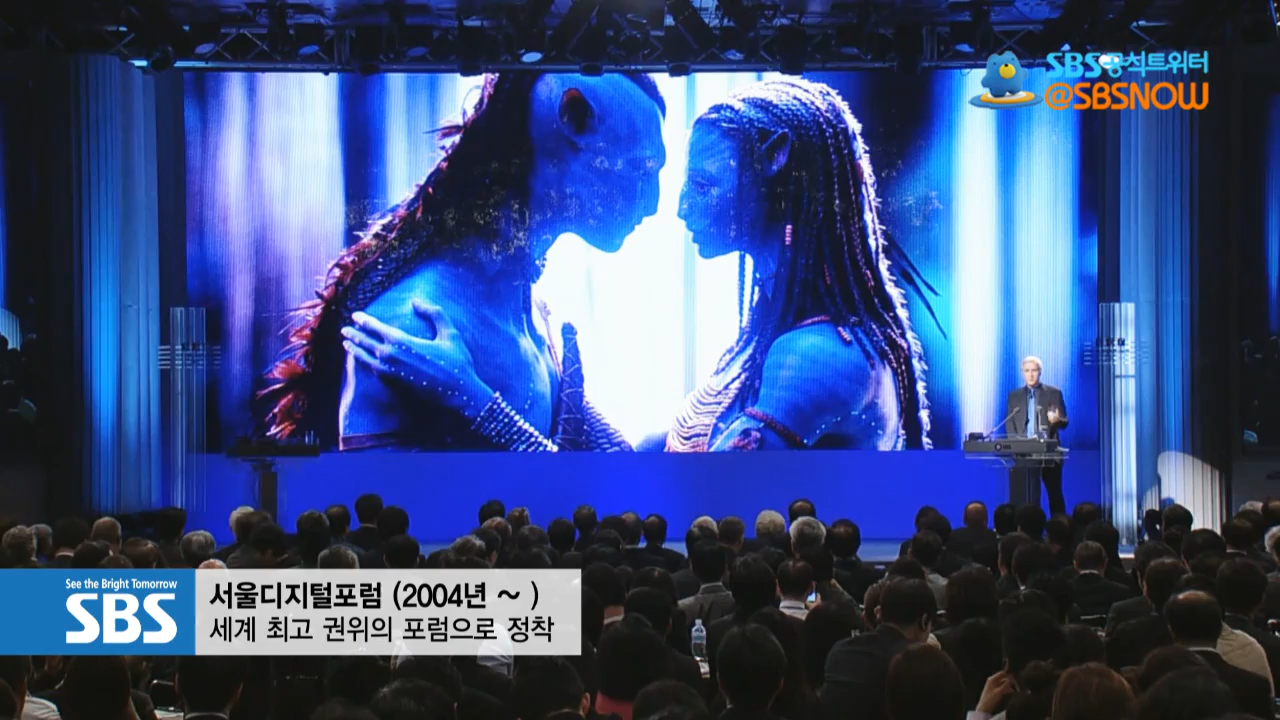 SBS공식트위터
@SBSNOW
See the Bright Tomorrow
SBS
서울디지털포럼 (2004년 ~ )
세계 최고 권위의 포럼으로 정착